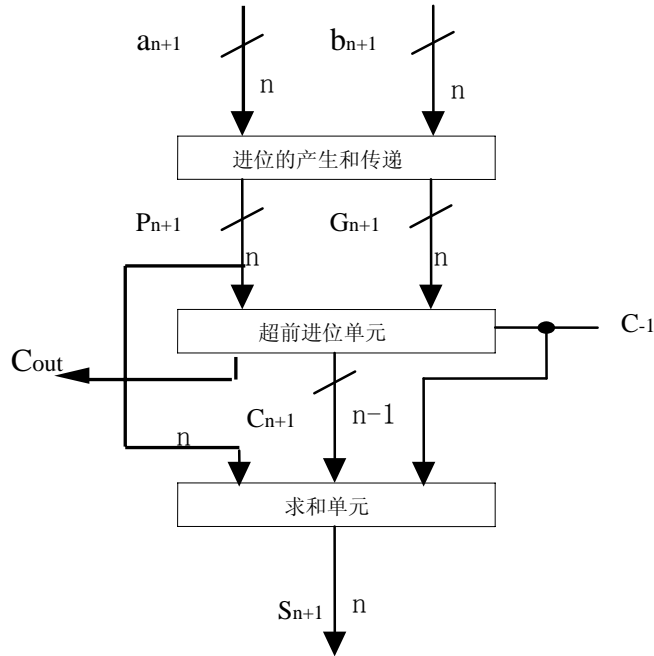 an+1
bn+1
n
n
进位的产生和传递
Pn+1
Gn+1
n
n
超前进位单元
C-1
Cout
Cn+1
n-1
n
求和单元
Sn+1
n